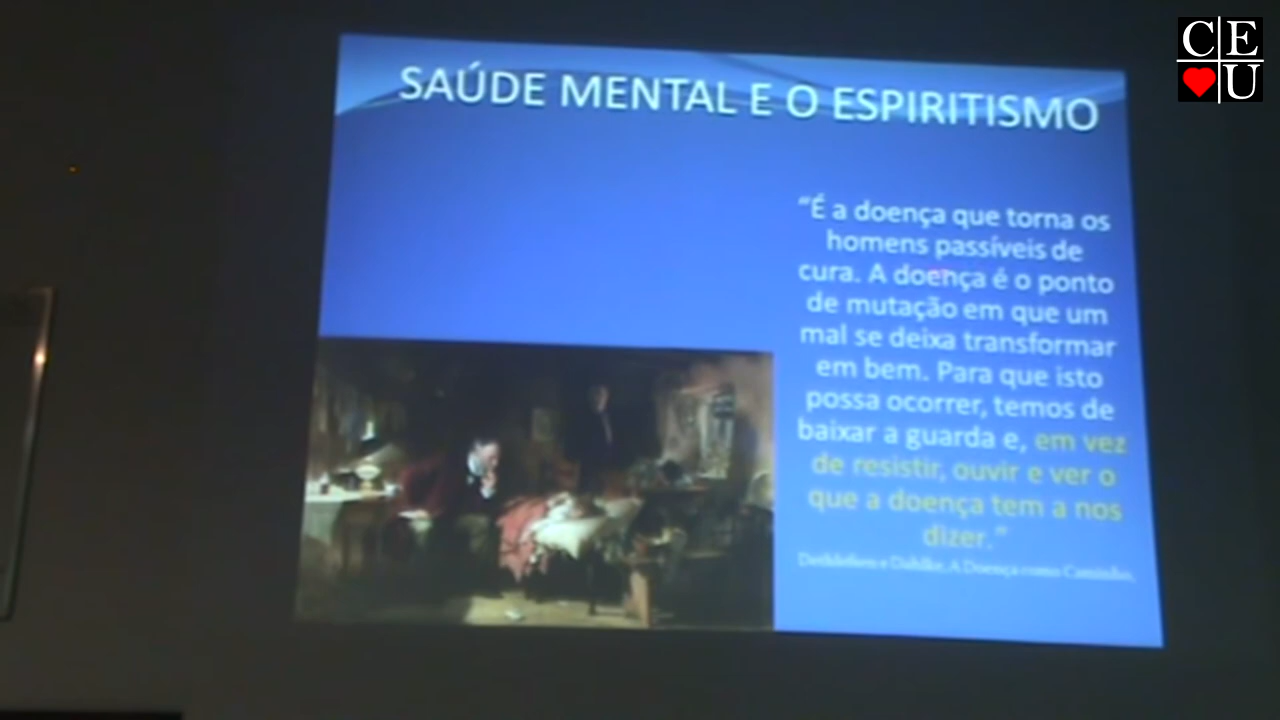 SAÚDE MENTAL E O ESPIRITISMO
“É a doença que torna os
homens passíveis de
cura. A doença é o ponto
de mutação em que um
mal se deixa transformar
em bem. Para que isto
possa ocorrer, temos de
baixar a guarda e, em vez
de resistir, ouvir e ver o
que a doença tem a nos
dizer.”
Dethlefsen e Dahlke, A Doença como Caminho,
CE
U